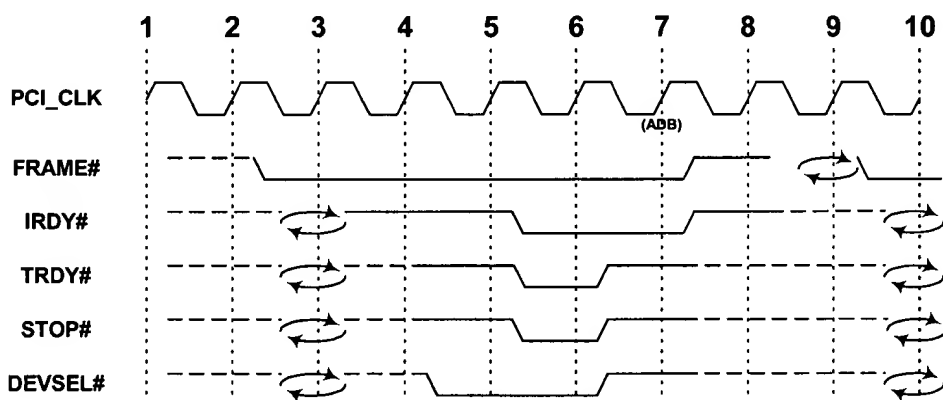 1 2 3 4 5 6 7 8 9 10
PCI_CLK
(ADB)
FRAME#
IRDY#
TRDY#
STOP#
DEVSEL#